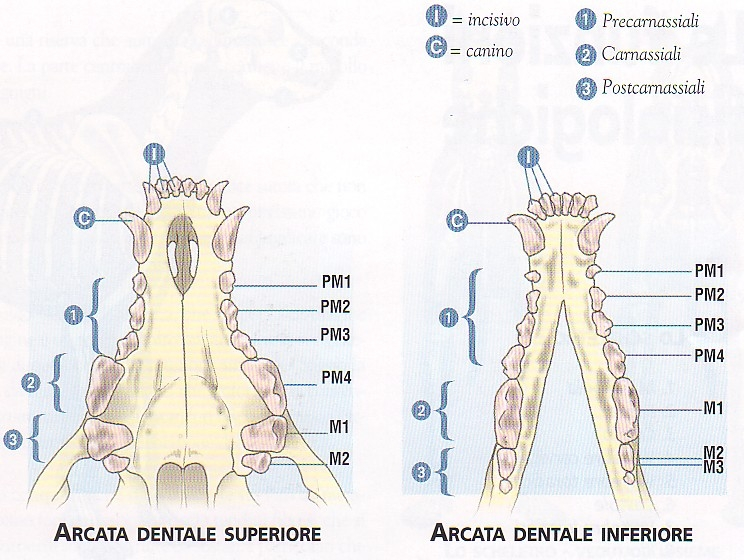 I = incisivo
C = canino
1 Precarnassiali
2 Carnassiali
3 Postcarnassiali
I
C
1
2
3
PM1
PM2
PM3
PM4
M1
M2
ARCATA DENTALE SUPERIORE
I
C
1
2
3
PM1
PM2
PM3
PM4
M1
M2
M3
ARCATA DENTALE INFERIORE